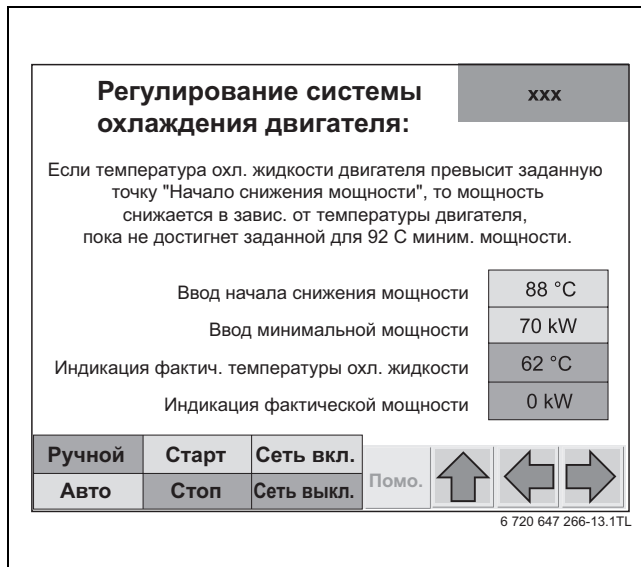 Регулирование системы
охлаждения двигателя:
xxx
Если температура охл. жидкости двигателя превысит заданную
точку "Начало снижения мощности", то мощность
снижается в завис. от температуры двигателя,
пока не достигнет заданной для 92 С миним. мощности.
Ввод начала снижения мощности 88 °C
Ввод минимальной мощности 70 kW
Индикация фактич. температуры охл. жидкости 62 °C
Индикация фактической мощности 0 kW
Ручной Старт Сеть вкл.
Авто Стоп Сеть выкл. Помо.
6 720 647 266-13.1TL